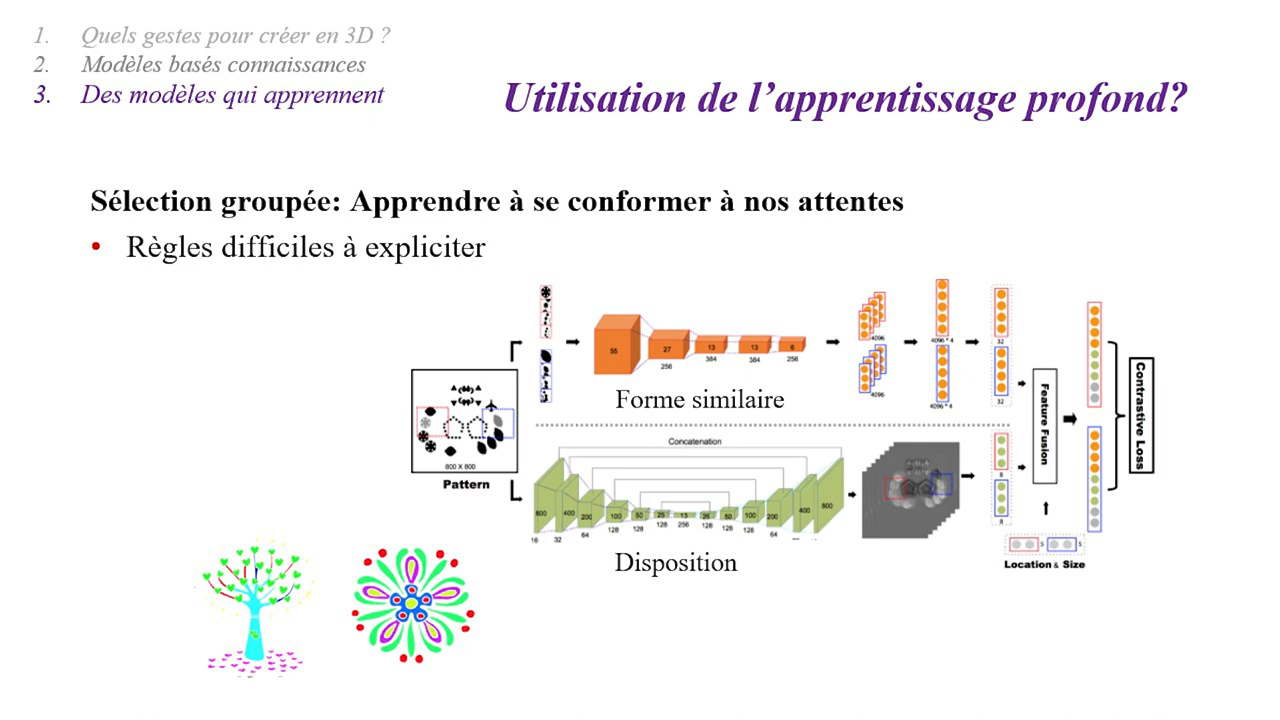 1. Quels gestes pour créer en 3D ?
2. Modèles basés connaissances
3. Des modèles qui apprennent
Utilisation de l’apprentissage profond?
Sélection groupée: Apprendre à se conformer à nos attentes
• Règles difficiles à expliciter
55
27
13
13
6
256
384
384
256
4096
4096
4096 * 4
4096 * 4
32
32
Forme similaire
800 X 800
Pattern
Concatenation
800
400
200
100
50
25
13
25
50
100
200
400
800
16
32
64
128
128
128
256
128
128
128
64
Disposition
8
8
Feature Fusion
Contrastive Loss
5
5
Location & Size